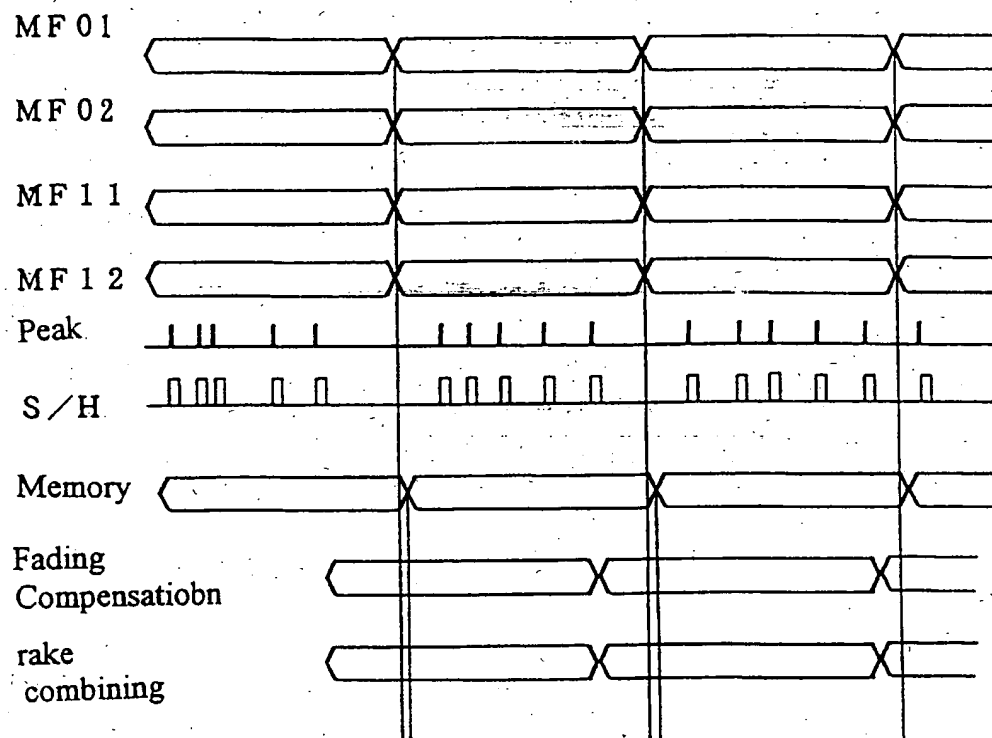 MF01
MF02
MF11
MF12
Peak
S/H
Memory
Fading
Compensatiobn
rake
combining